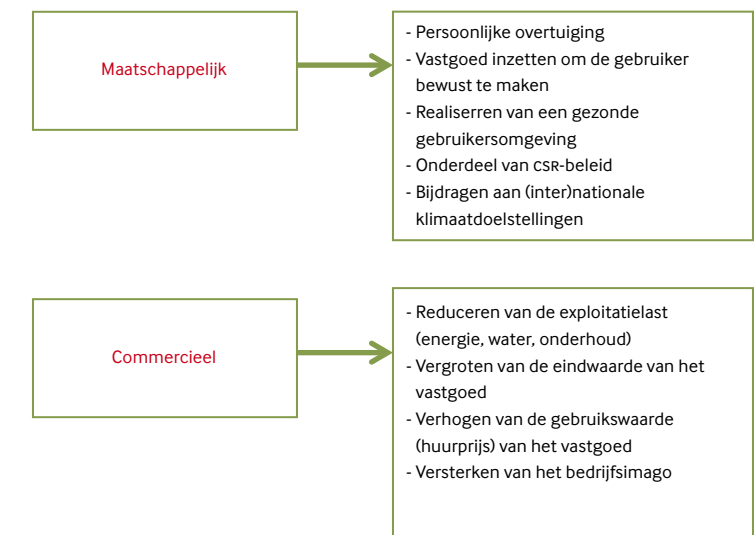 Maatschappelijk
- Persoonlijke overtuiging
- Vastgoed inzetten om de gebruiker
bewust te maken
- Realiserren van een gezonde
gebruikersomgeving
- Onderdeel van CSR-beleid
- Bijdragen aan (inter)nationale
klimaatdoelstellingen
Commercieel
- Reduceren van de exploitatielast
(energie, water, onderhoud)
- Vergroten van de eindwaarde van het
vastgoed
- Verhogen van de gebruikswaarde
(huurprijs) van het vastgoed
- Versterken van het bedrijfsimago